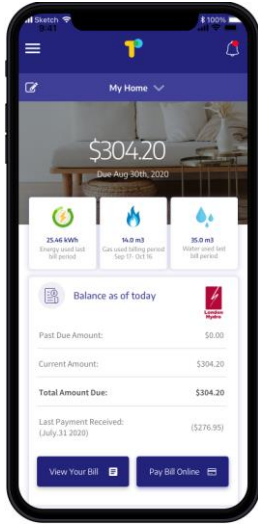 Sketch 100%
9:41
My Home
$304.20
Due Aug 30th, 2020
25.46 kWh
Energy used last
bill period
14.0 m3
Gas used billing period
Sep 17- Oct 16
35.0 m3
Water used last
bill period
Balance as of today
London
Hydro
Past Due Amount: $0.00
Current Amount: $304.20
Total Amount Due: $304.20
Last Payment Received: ($276.95)
(July,31 2020)
View Your Bill Pay Bill Online